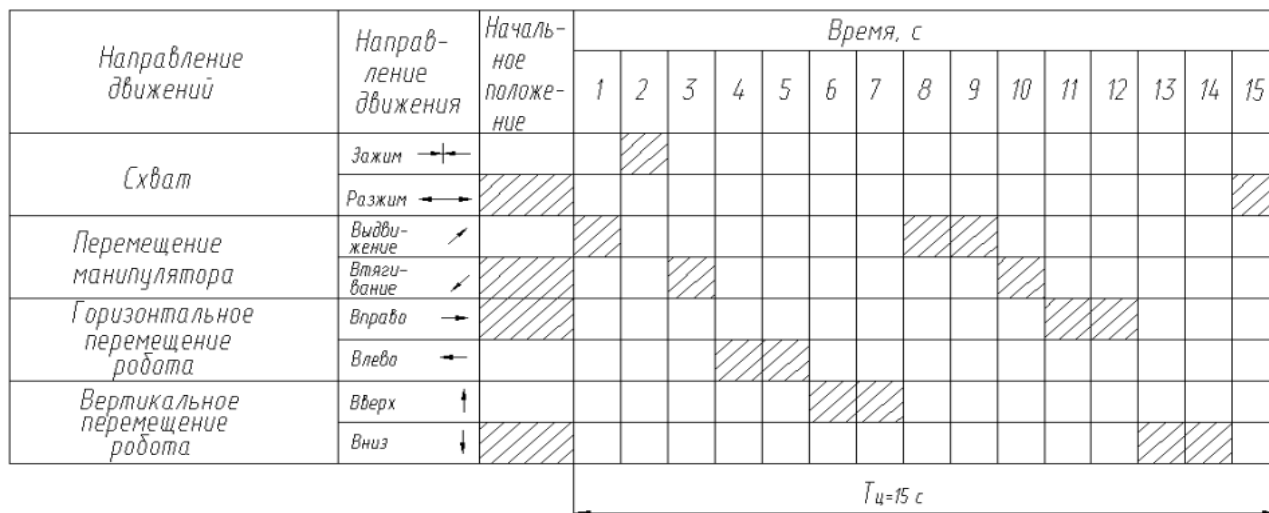 Направление
движений
Направ-
ление
движения
Началь-
ное
положе-
ние
Время, с
1 2 3 4 5 6 7 8 9 10 11 12 13 14 15
Схват
Зажим
Разжим
Перемещение
манипулятора
Выдви-
жение
Втяги-
вание
Горизонтальное
перемещение
робота
Вправо
Влево
Вертикальное
перемещение
робота
Вверх
Вниз
Тц=15 с